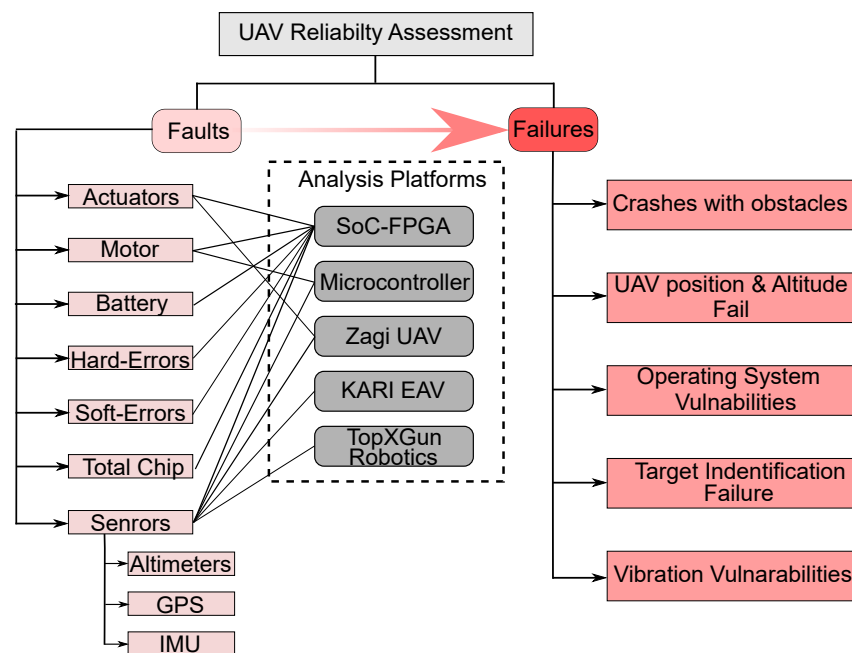 UAV Reliabilty Assessment
Faults
Failures
Analysis Platforms
Actuators
Motor
Battery
Hard-Errors
Soft-Errors
Total Chip
Senrors
Altimeters
GPS
IMU
SoC-FPGA
Microcontroller
Zagi UAV
KARI EAV
TopXGun
Robotics
Crashes with obstacles
UAV position & Altitude
Fail
Operating System
Vulnabilities
Target Indentification
Failure
Vibration Vulnarabilities